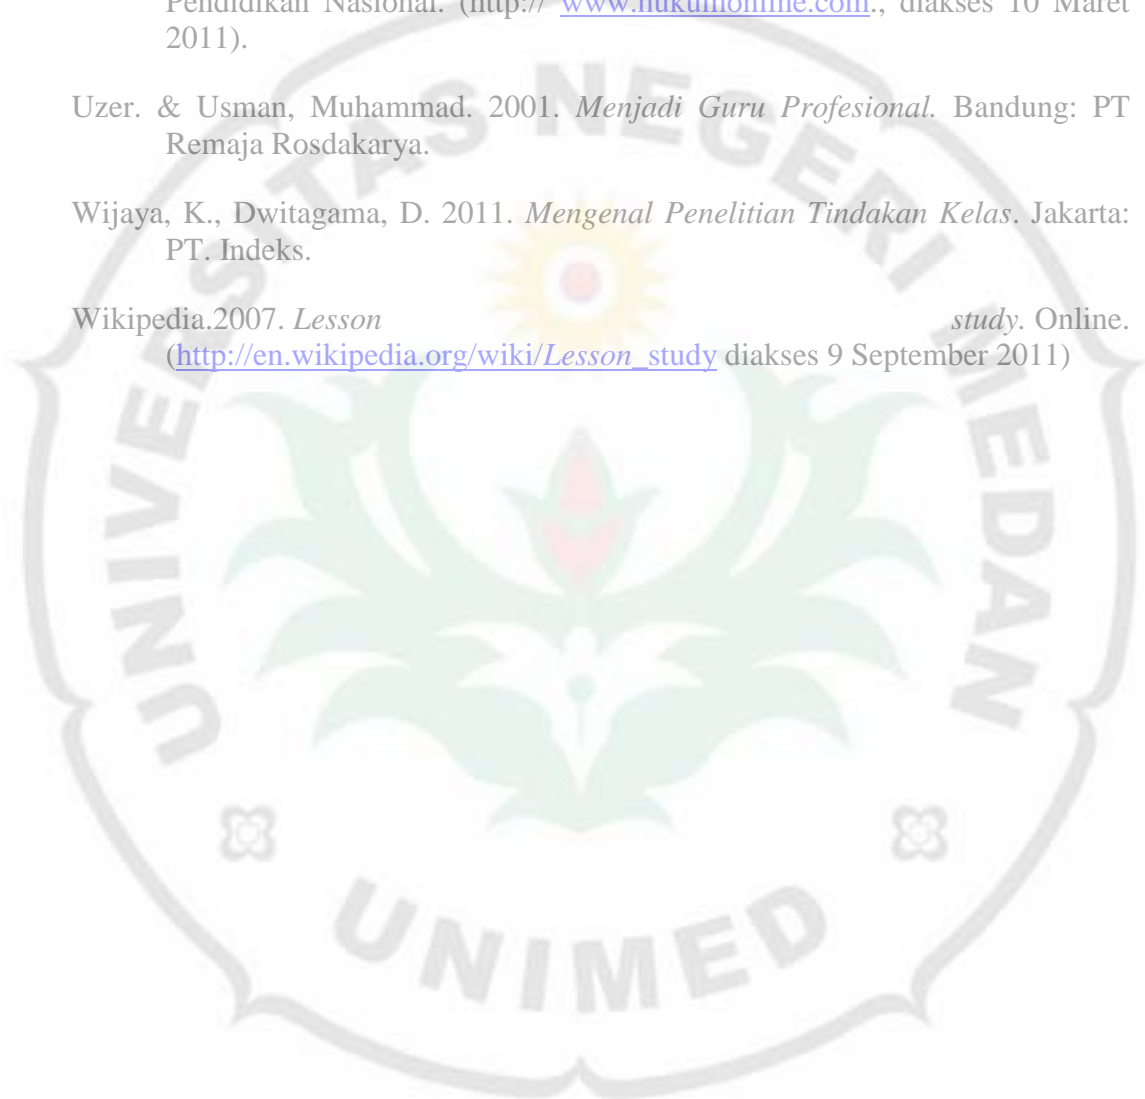 Pendidikan Nasional. (http:// www.hukumonline.com., diakses 10 Maret
2011).
Uzer. & Usman, Muhammad. 2001. Menjadi Guru Profesional. Bandung: PT
Remaja Rosdakarya.
Wijaya, K., Dwitagama, D. 2011. Mengenal Penelitian Tindakan Kelas. Jakarta:
PT. Indeks.
Wikipedia.2007. Lesson study. Online.
(http://en.wikipedia.org/wiki/Lesson_study diakses 9 September 2011)
UNIVERSITAS NEGERI MEDAN
UNIMED